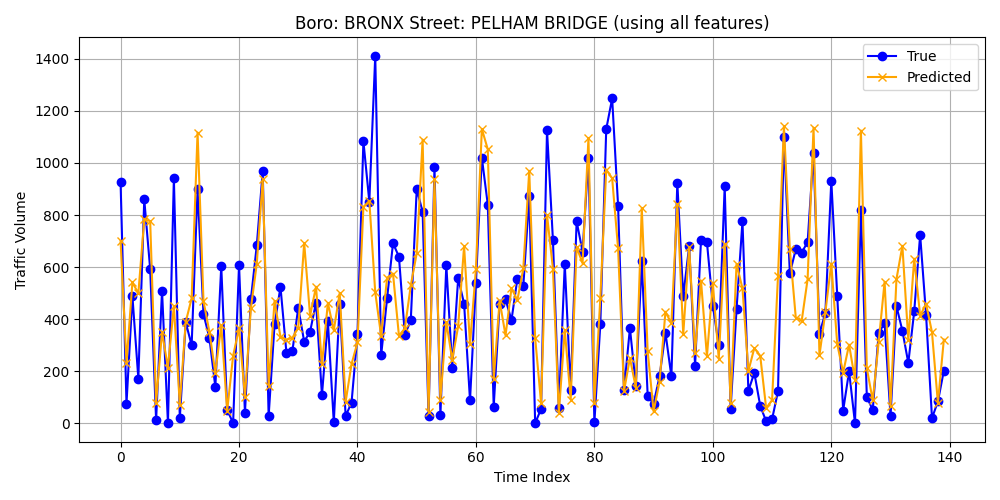 Boro: BRONX Street: PELHAM BRIDGE (using all features)
True
Predicted
Traffic Volume
1400
1200
1000
800
600
400
200
0
0 20 40 60 80 100 120 140
Time Index